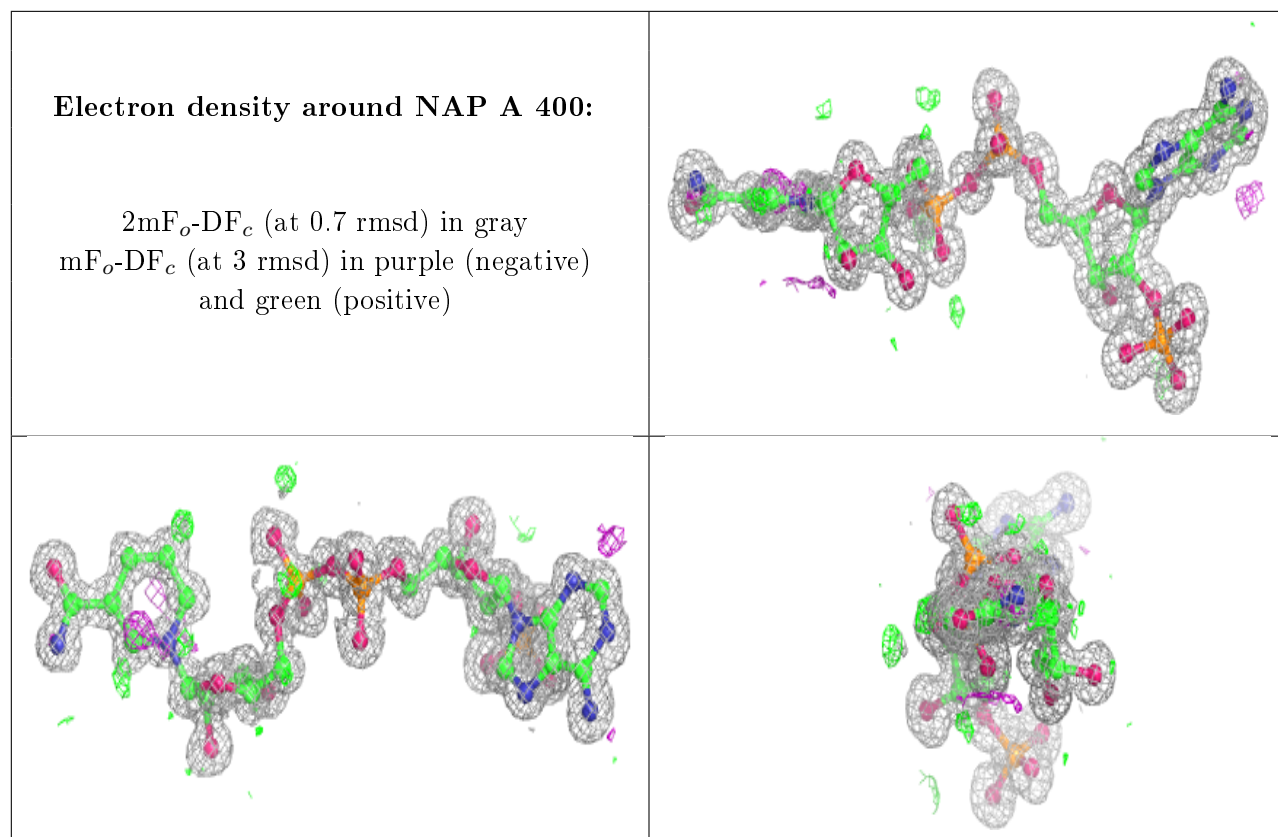 Electron density around NAP A 400:
2mFo-DFc (at 0.7 rmsd) in gray
mFo-DFc (at 3 rmsd) in purple (negative)
and green (positive)